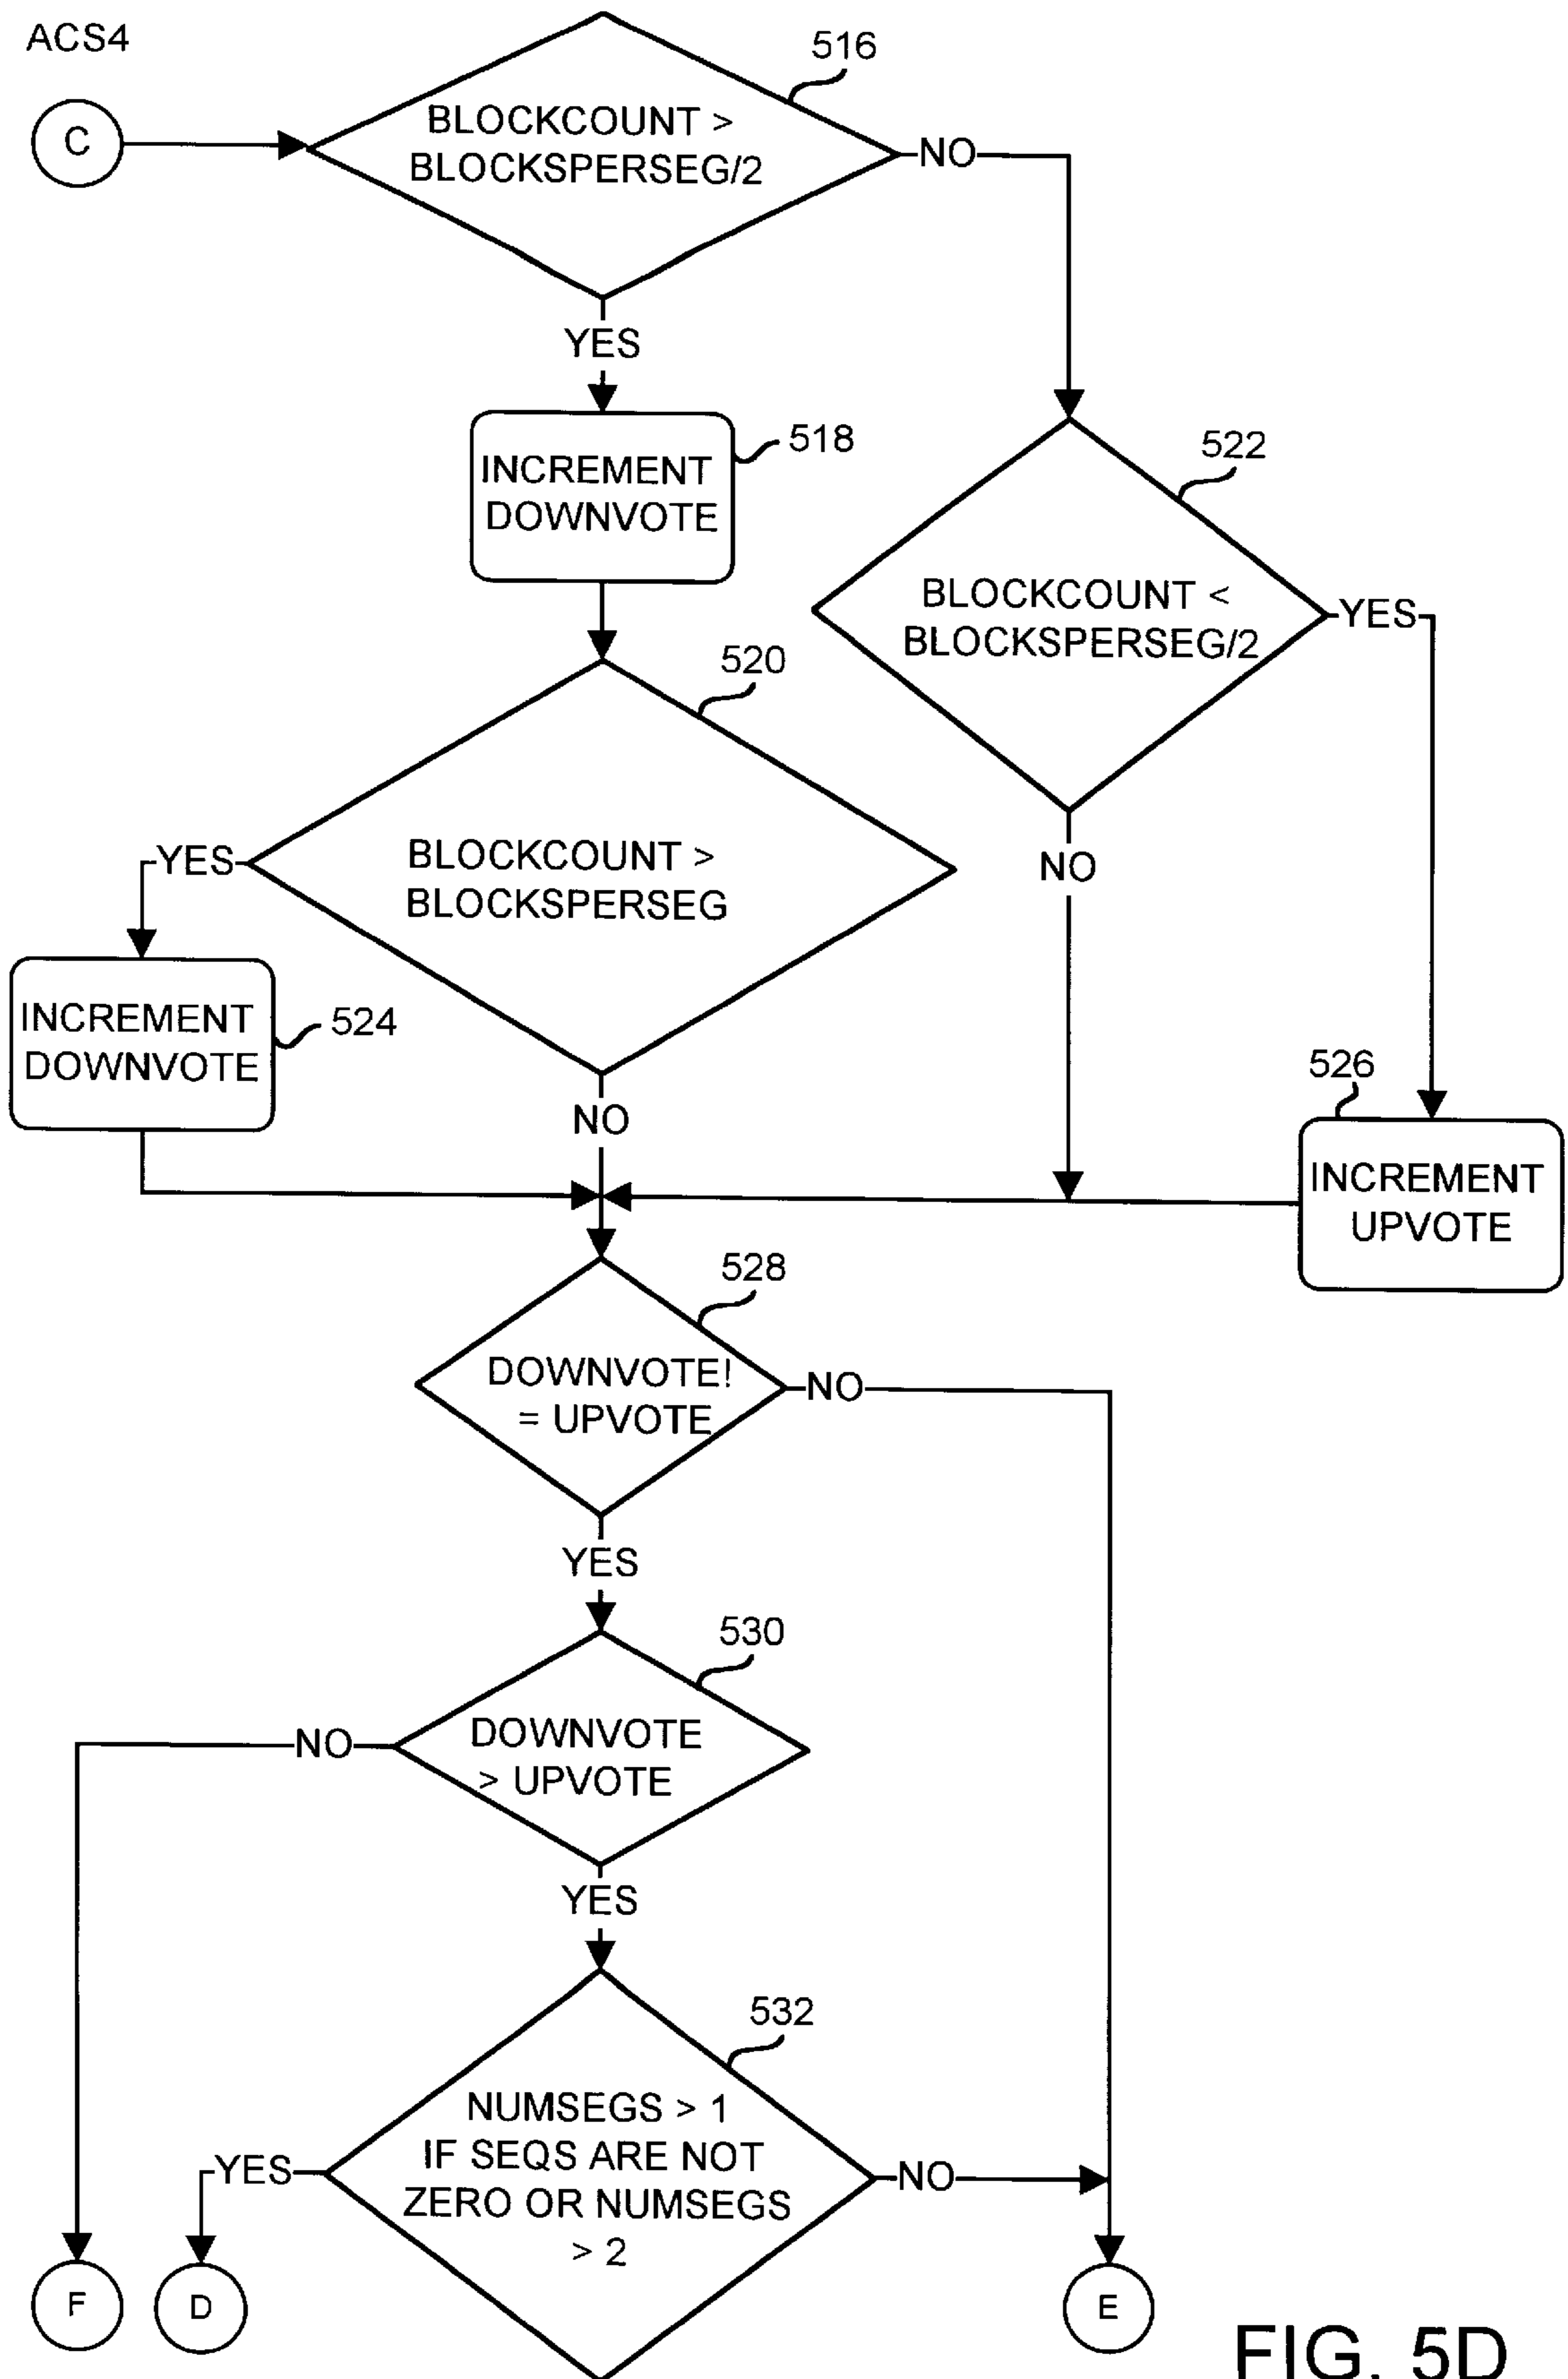 ACS4
516
C
BLOCKCOUNT >
BLOCKSPERSEG/2
NO
YES
518
INCREMENT
DOWNVOTE
522
BLOCKCOUNT <
BLOCKSPERSEG/2
YES
520
BLOCKCOUNT >
BLOCKSPERSEG
YES
NO
INCREMENT
DOWNVOTE
524
NO
526
INCREMENT
UPVOTE
528
DOWNVOTE!
= UPVOTE
NO
YES
530
DOWNVOTE
> UPVOTE
NO
YES
532
NUMSEGS > 1
IF SEQS ARE NOT
ZERO OR NUMSEGS
> 2
YES
NO
F
D
E
FIG. 5D